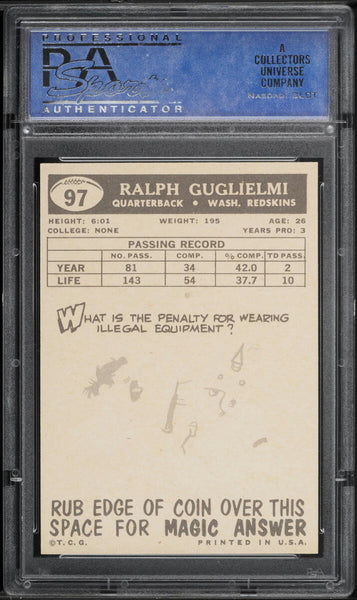 PROFESSIONAL
PSA
Sports
AUTHENTICATOR
A
COLLECTORS
UNIVERSE
COMPANY
NASDAQ: CLCT
97
RALPH GUGLIELMI
QUARTERBACK • WASH. REDSKINS
HEIGHT: 6:01 WEIGHT: 195 AGE: 26
COLLEGE: NONE YEARS PRO: 3
PASSING RECORD
NO. PASS. COMP. % COMP. TD PASS
YEAR 81 34 42.0 2
LIFE 143 54 37.7 10
WHAT IS THE PENALTY FOR WEARING
ILLEGAL EQUIPMENT?
RUB EDGE OF COIN OVER THIS
SPACE FOR MAGIC ANSWER
©T.C.G. PRINTED IN U.S.A.